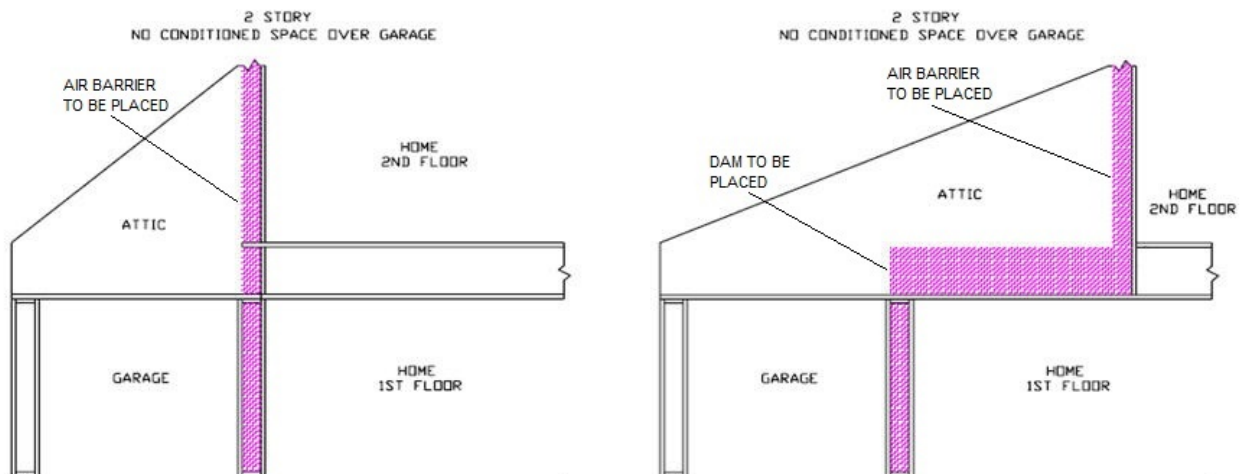 2 STORY
NO CONDITIONED SPACE OVER GARAGE
AIR BARRIER
TO BE PLACED
HOME
2ND FLOOR
ATTIC
GARAGE
HOME
1ST FLOOR
2 STORY
NO CONDITIONED SPACE OVER GARAGE
AIR BARRIER
TO BE PLACED
DAM TO BE
PLACED
ATTIC
HOME
2ND FLOOR
GARAGE
HOME
1ST FLOOR